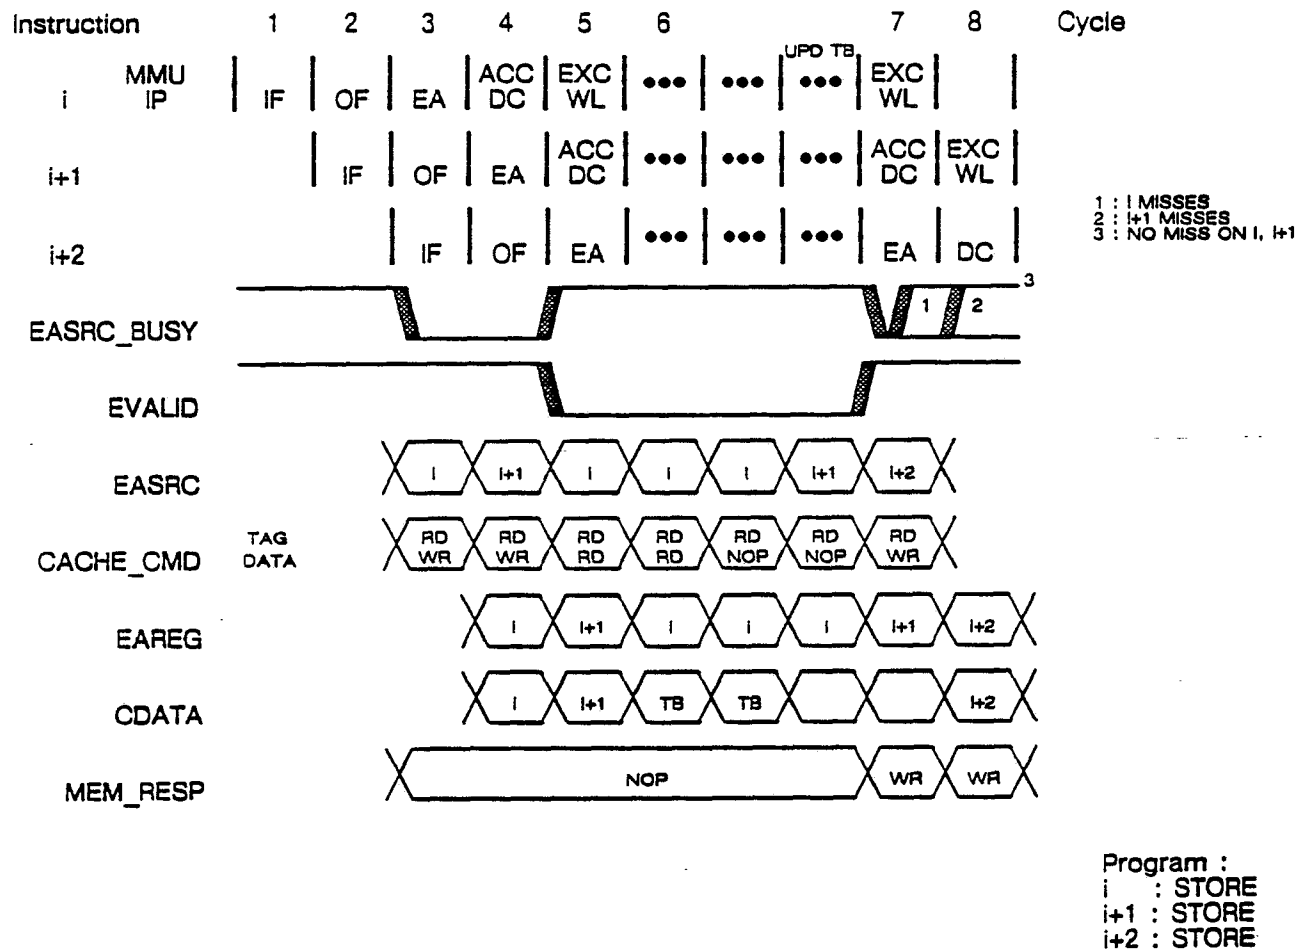 Instruction 1 2 3 4 5 6 7 8 Cycle
UPD TB
MMU ACC EXC ●●● ●●● ●●● EXC
i IP IF OF EA DC WL WL
ACC ●●● ●●● ●●● ACC EXC
i+1 IF OF EA DC DC WL
1 : I MISSES
2 : I+1 MISSES
3 : NO MISS ON I, I+1
●●● ●●● ●●●
i+2 IF OF EA EA DC
3
EASRC_BUSY 1 2
EVALID
EASRC i i+1 i i i i+1 i+2
TAG RD RD RD RD RD RD RD
CACHE_CMD DATA WR WR RD RD NOP NOP WR
EAREG i i+1 i i i i+1 i+2
CDATA i i+1 TB TB i+2
MEM_RESP NOP WR WR
Program :
i : STORE
i+1 : STORE
i+2 : STORE